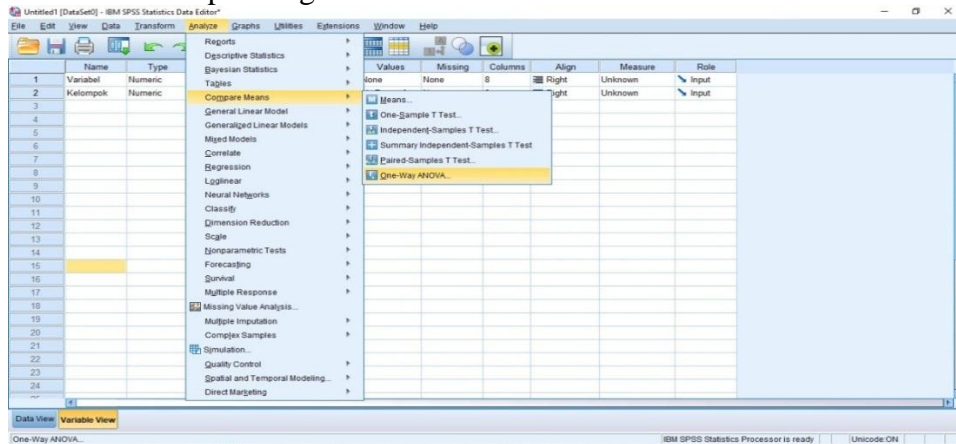 Untitled1 [DataSet0] - IBM SPSS Statistics Data Editor*
File Edit View Data Transform Analyze Graphs Utilities Extensions Window Help
Name Type Values Missing Columns Align Measure Role
1 Variabel Numeric None None 8 Right Unknown Input
2 Kelompok Numeric Right Unknown Input
3
4
5
6
7
8
9
10
11
12
13
14
15
16
17
18
19
20
21
22
23
24
Reports
Descriptive Statistics
Bayesian Statistics
Tables
Compare Means
General Linear Model
Generalized Linear Models
Mixed Models
Correlate
Regression
Loglinear
Neural Networks
Classify
Dimension Reduction
Scale
Nonparametric Tests
Forecasting
Survival
Multiple Response
Missing Value Analysis...
Multiple Imputation
Complex Samples
Simulation...
Quality Control
Spatial and Temporal Modeling...
Direct Marketing
Means...
One-Sample T Test...
Independent-Samples T Test...
Summary Independent-Samples T Test
Paired-Samples T Test...
One-Way ANOVA...
Data View Variable View
One-Way ANOVA... IBM SPSS Statistics Processor is ready Unicode:ON